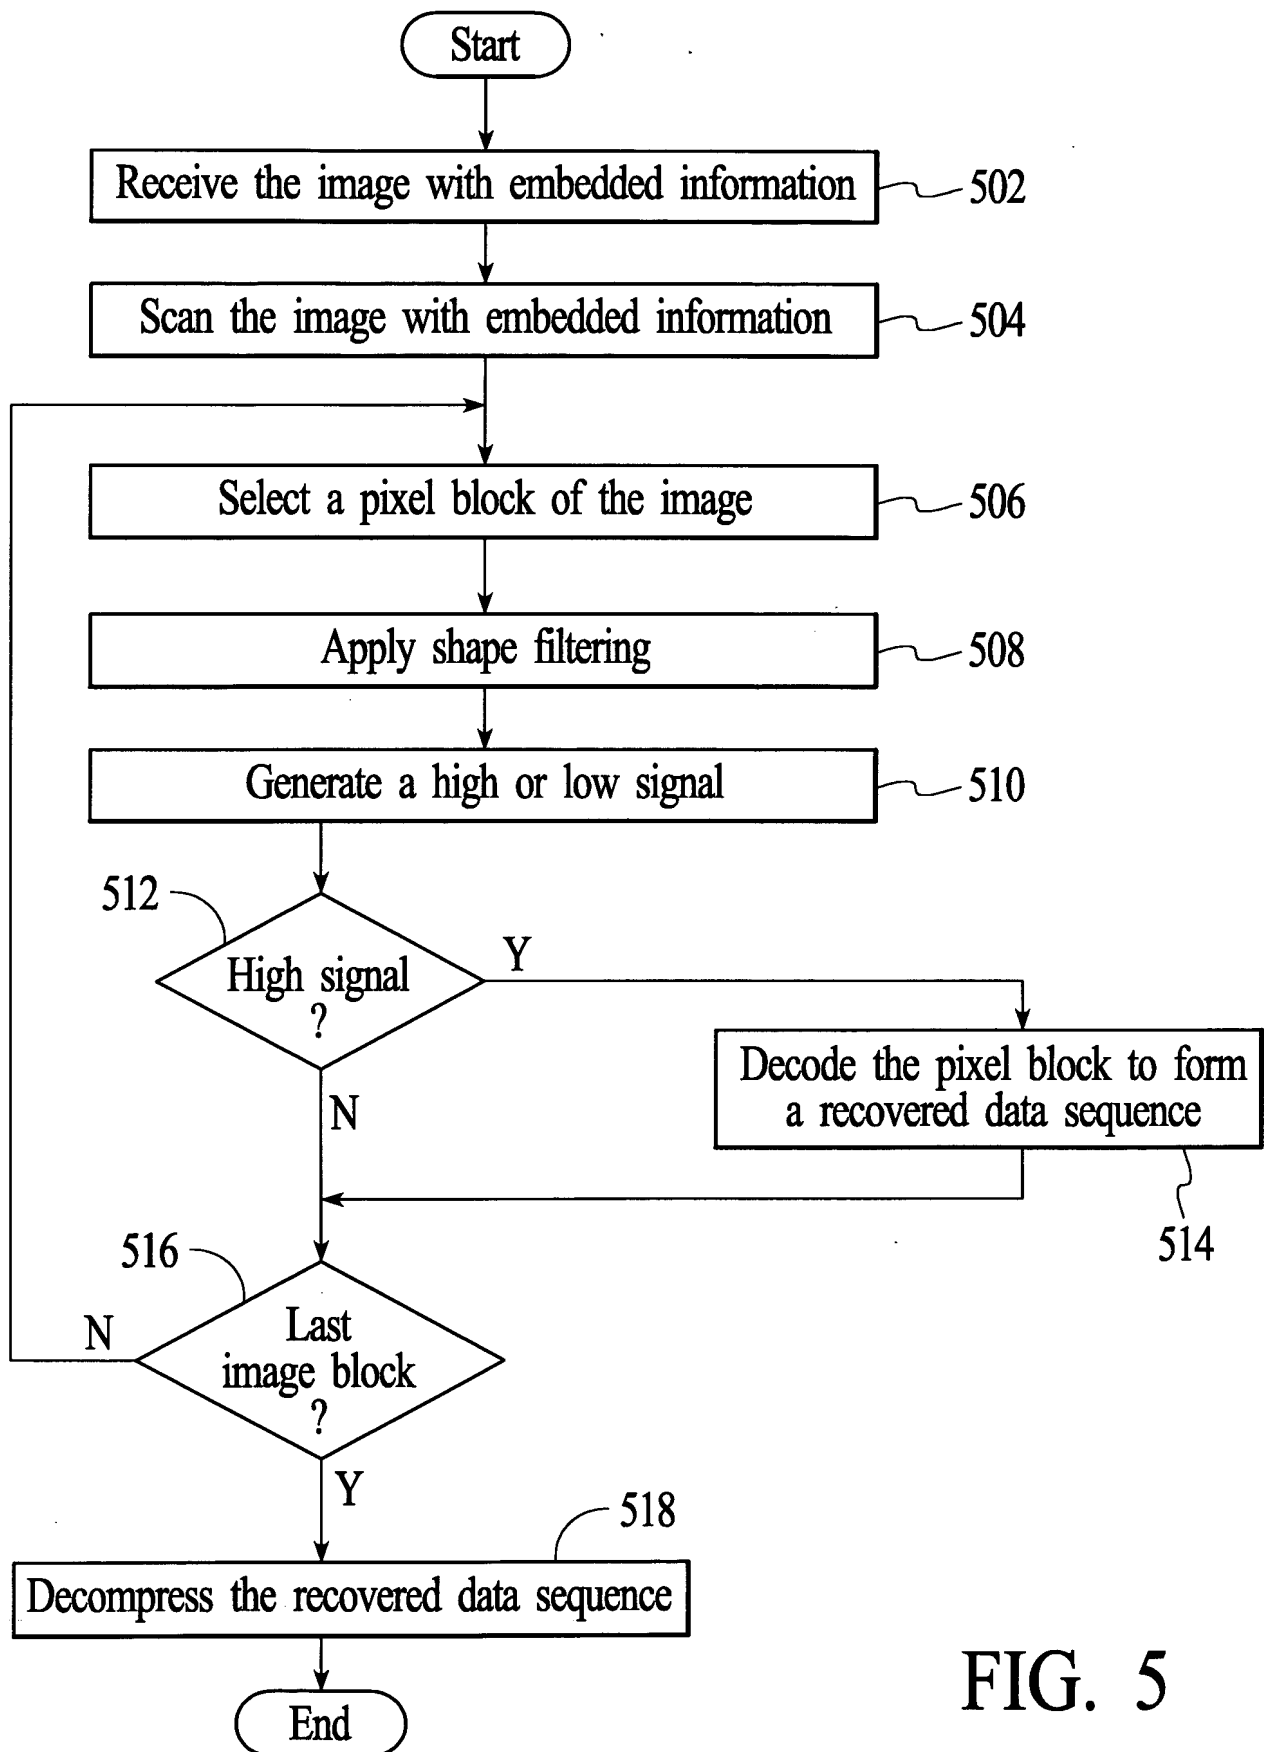 Start
Receive the image with embedded information
502
Scan the image with embedded information
504
Select a pixel block of the image
506
Apply shape filtering
508
Generate a high or low signal
510
512
High signal
?
Y
N
Decode the pixel block to form
a recovered data sequence
514
516
Last
image block
?
N
Y
518
Decompress the recovered data sequence
End
FIG. 5